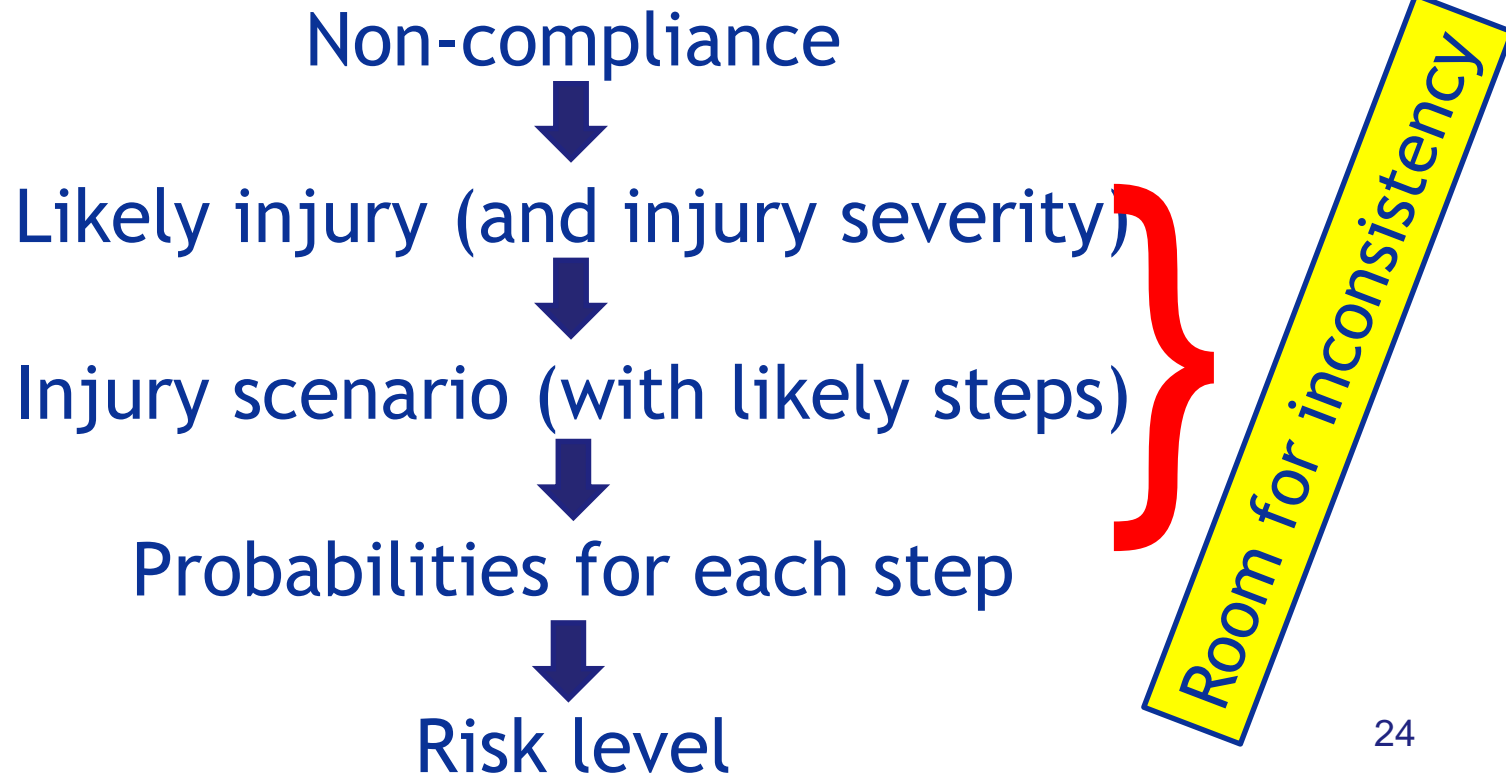 Non-compliance
Likely injury (and injury severity)
Injury scenario (with likely steps)
Probabilities for each step
Risk level
Room for inconsistency
24